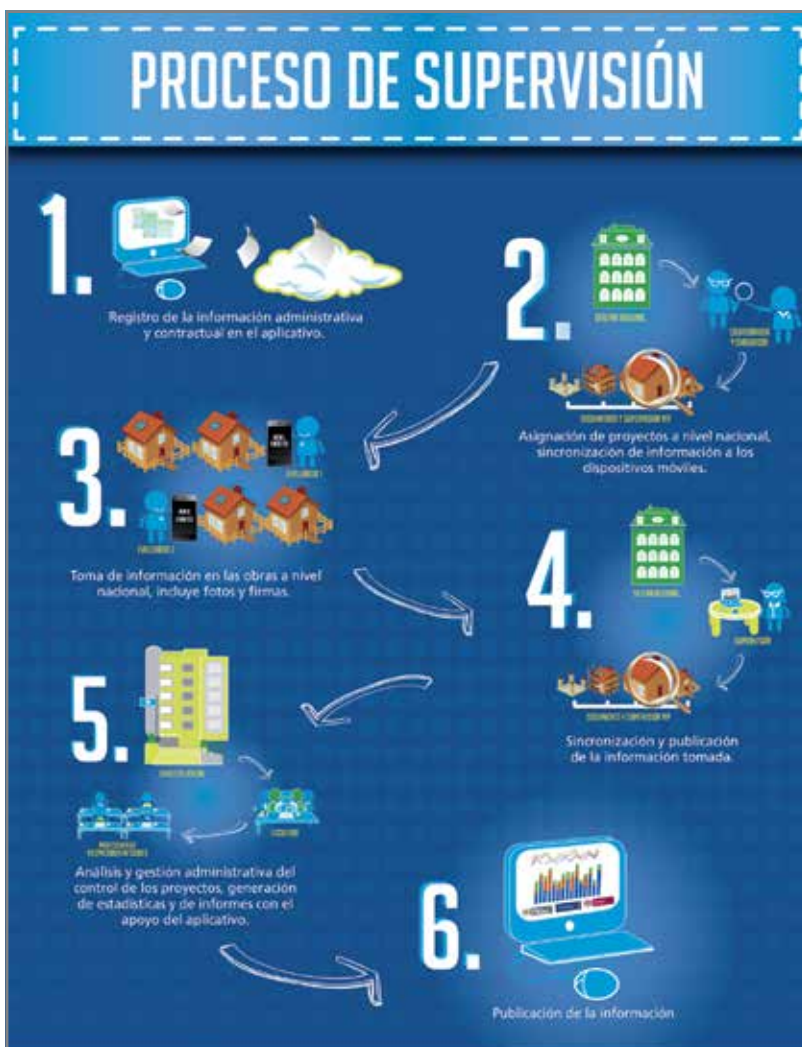 PROCESO DE SUPERVISIÓN
1.
Registro de la información administrativa
y contractual en el aplicativo.
2.
SEGUIMIENTO Y SUPERVISIÓN
Asignación de proyectos a nivel nacional,
sincronización de información a los
dispositivos móviles.
3.
Toma de información en las obras a nivel
nacional, incluye fotos y firmas.
4.
SUPERVISIÓN
Sincronización y publicación
de la información tomada.
5.
Análisis y gestión administrativa del
control de los proyectos, generación
de estadísticas y de informes con el
apoyo del aplicativo.
6.
Publicación de la información